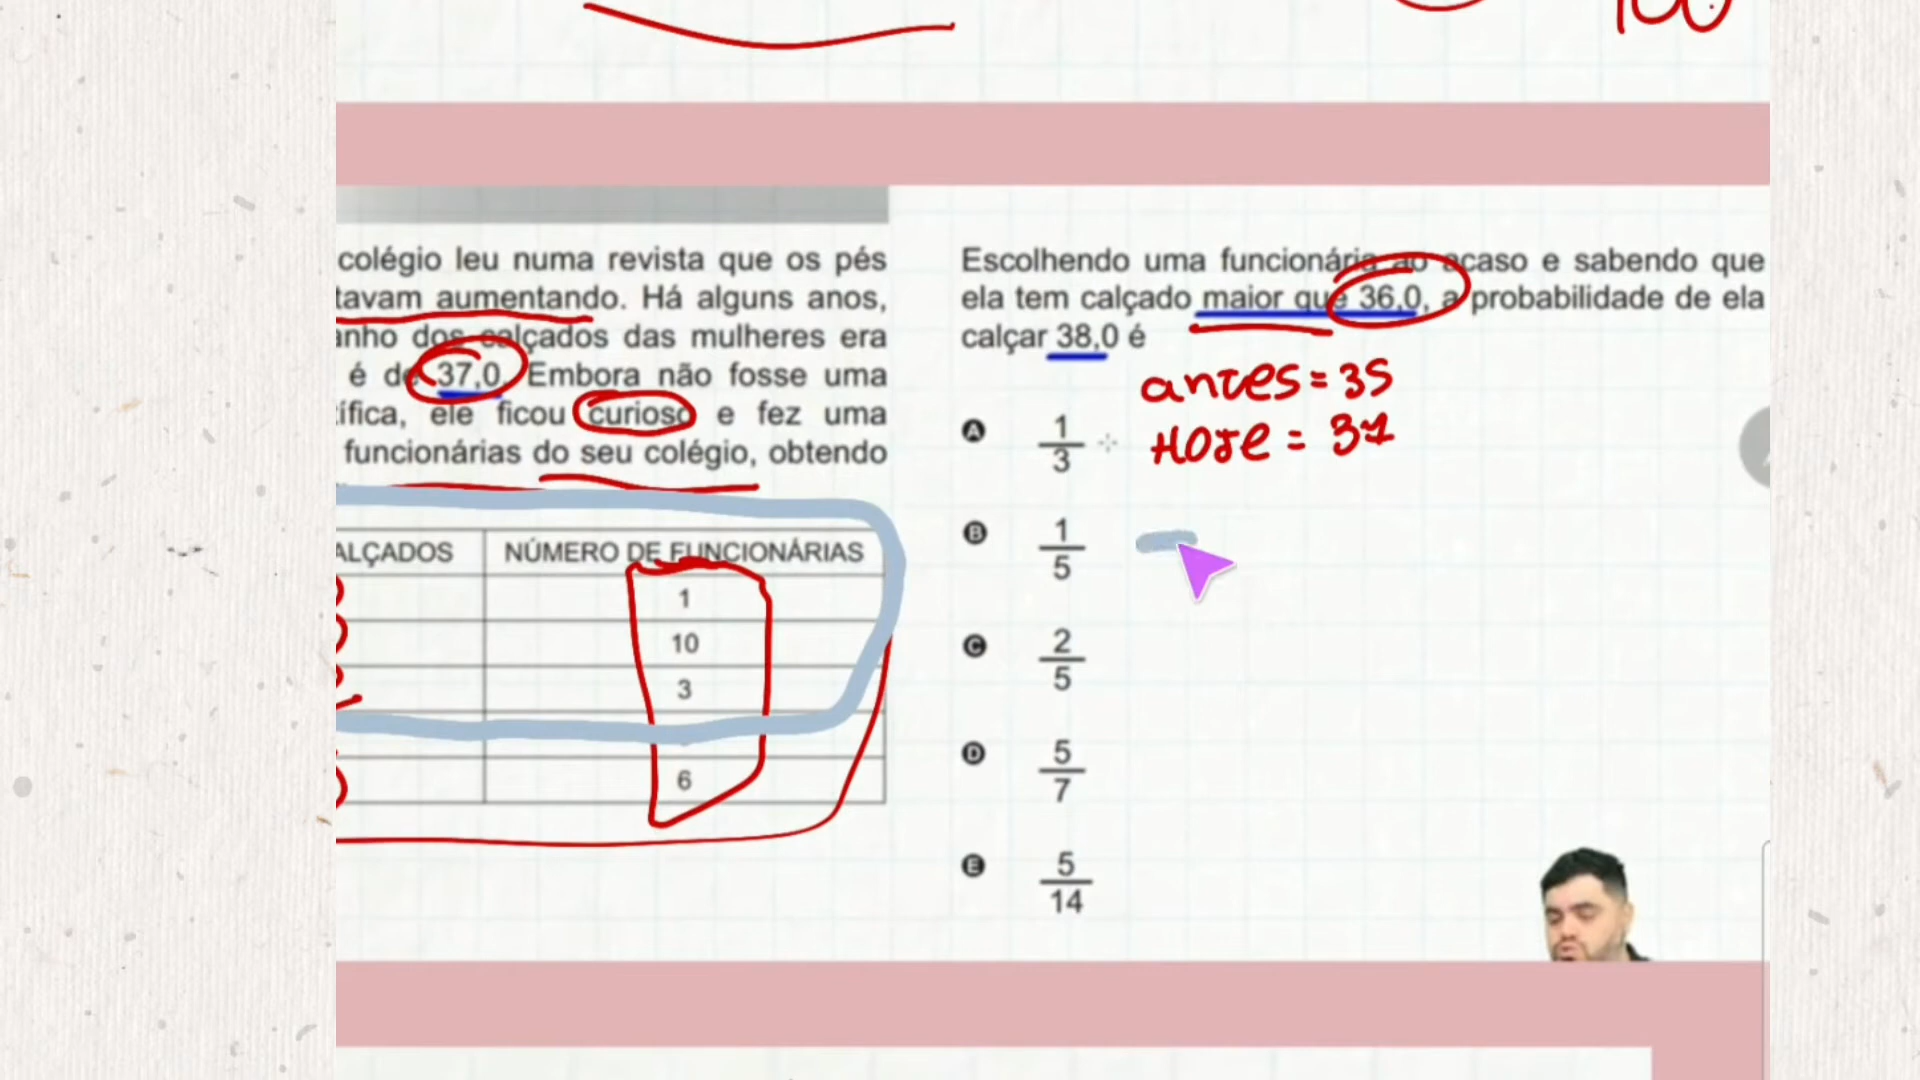 100
colégio leu numa revista que os pés
tavam aumentando. Há alguns anos,
anho dos calçados das mulheres era
é de 37,0. Embora não fosse uma
ífica, ele ficou curioso e fez uma
funcionárias do seu colégio, obtendo
ALÇADOS NÚMERO DE FUNCIONÁRIAS
1
10
3
6
Escolhendo uma funcionária ao acaso e sabendo que
ela tem calçado maior que 36,0, a probabilidade de ela
calçar 38,0 é
antes = 35
HOJE = 37
A 1/3
B 1/5
C 2/5
D 5/7
E 5/14